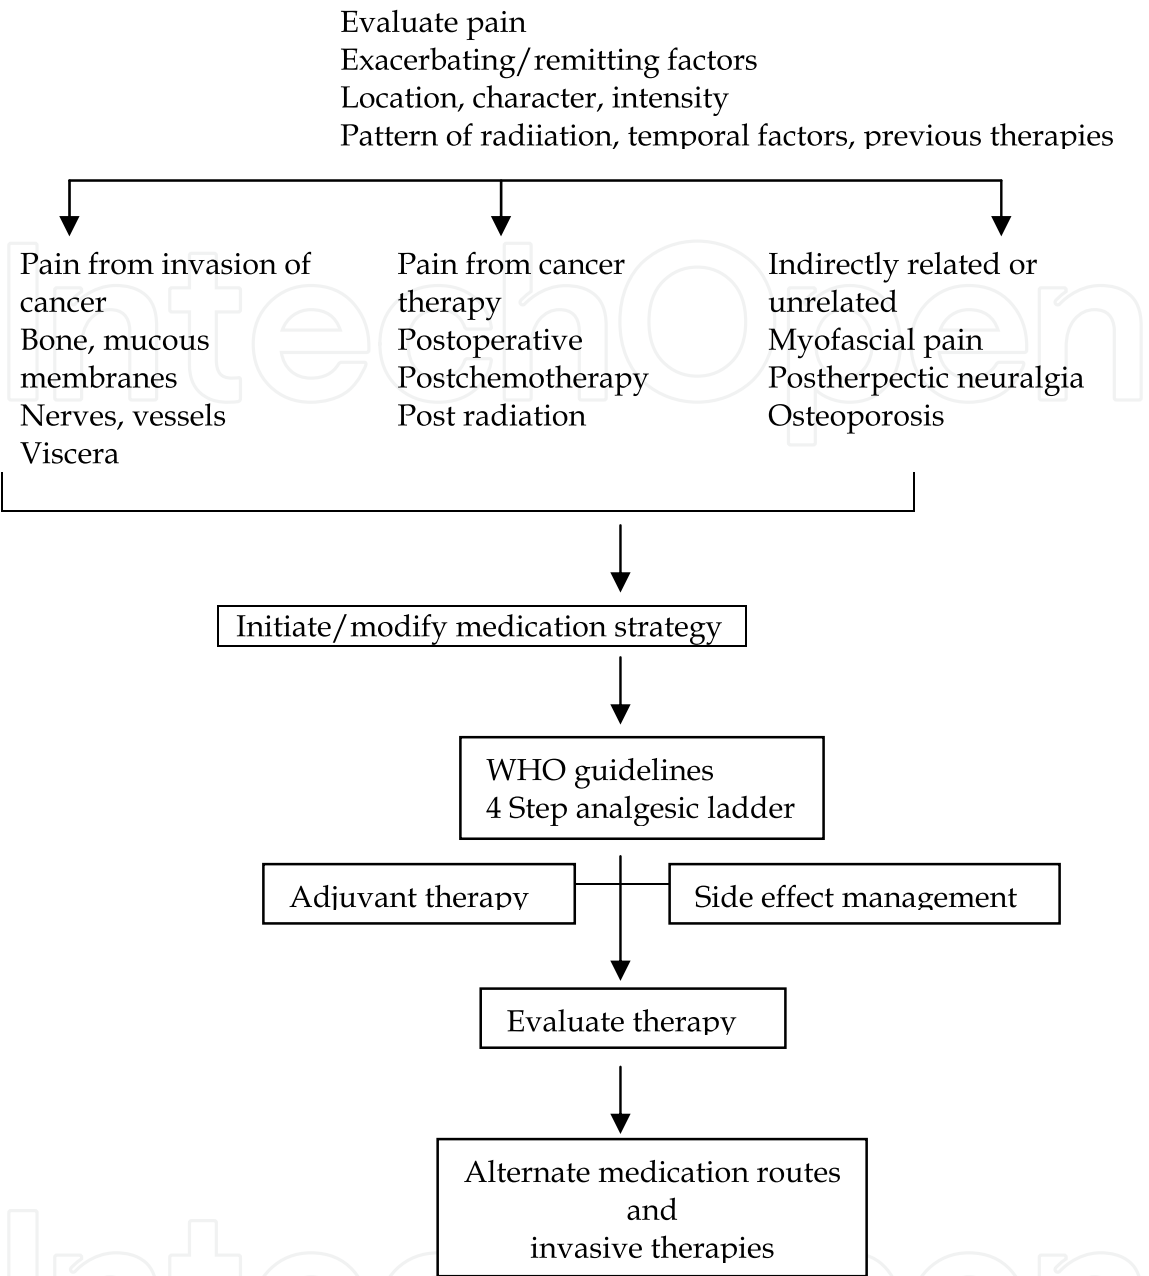 Evaluate pain
Exacerbating/remitting factors
Location, character, intensity
Pattern of radiiation, temporal factors, previous therapies
Pain from invasion of
cancer
Bone, mucous
membranes
Nerves, vessels
Viscera
Pain from cancer
therapy
Postoperative
Postchemotherapy
Post radiation
Indirectly related or
unrelated
Myofascial pain
Postherpectic neuralgia
Osteoporosis
Initiate/modify medication strategy
WHO guidelines
4 Step analgesic ladder
Adjuvant therapy
Side effect management
Evaluate therapy
Alternate medication routes
and
invasive therapies
IntechOpen
IntechOpen